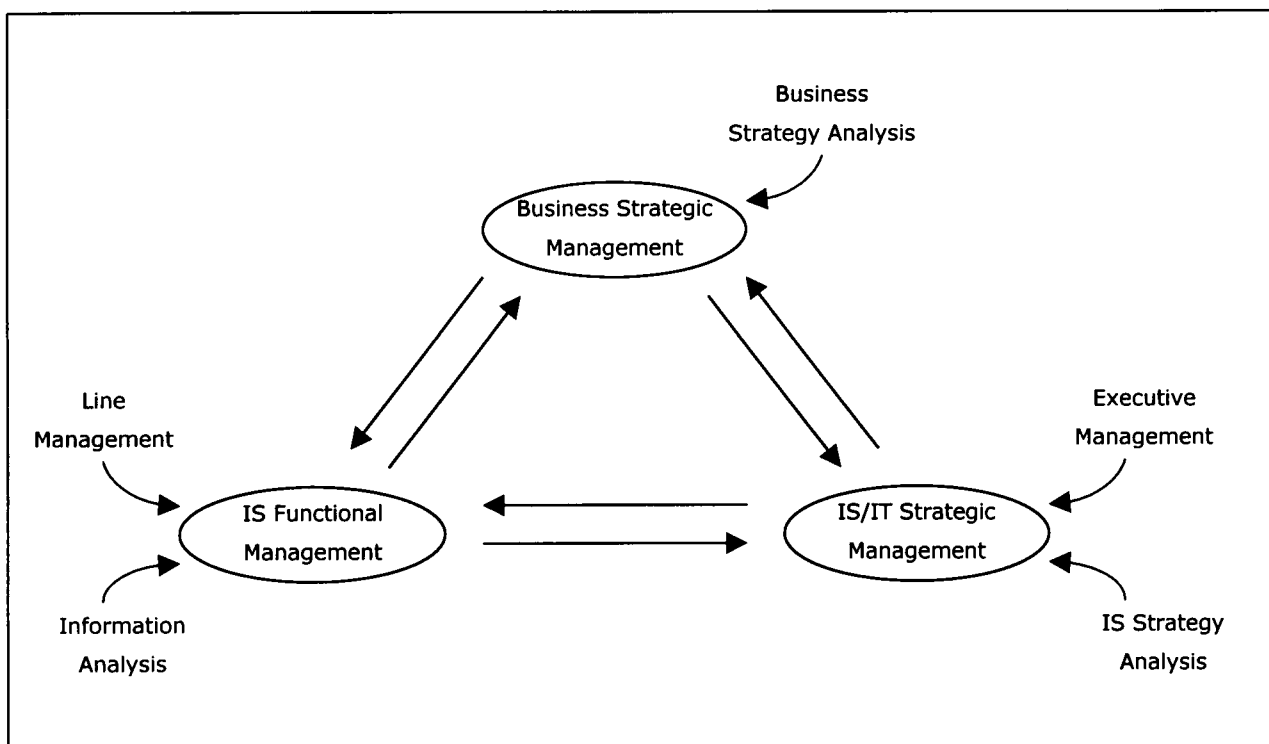 Business
Strategy Analysis
Business Strategic
Management
Line
Management
Executive
Management
IS Functional
Management
IS/IT Strategic
Management
Information
Analysis
IS Strategy
Analysis